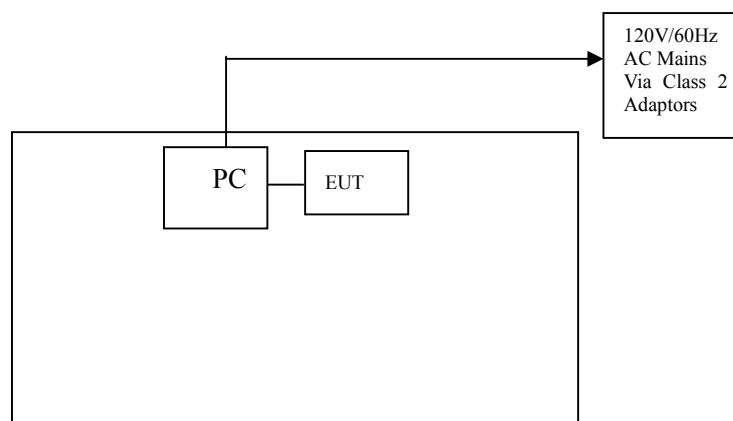 120V/60Hz
AC Mains
Via Class 2
Adaptors
PC
EUT